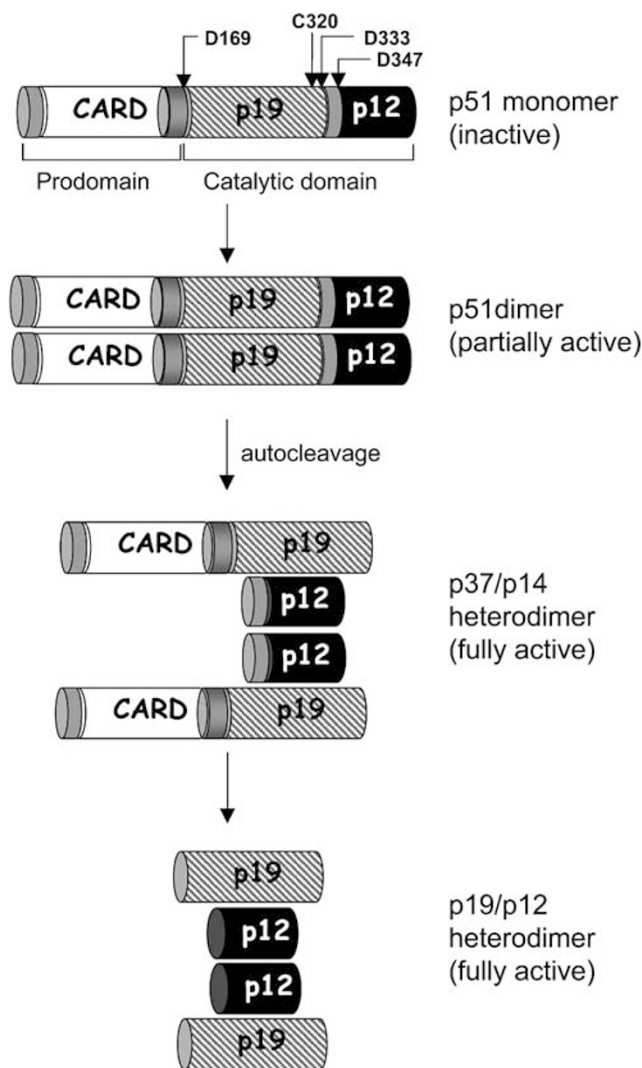 C320
D169
D333
D347
CARD
p19
p12
p51 monomer
(inactive)
Prodomain
Catalytic domain
CARD
p19
p12
CARD
p19
p12
p51dimer
(partially active)
autocleavage
CARD
p19
p12
p12
CARD
p19
p37/p14
heterodimer
(fully active)
p19
p12
p12
p19
p19/p12
heterodimer
(fully active)